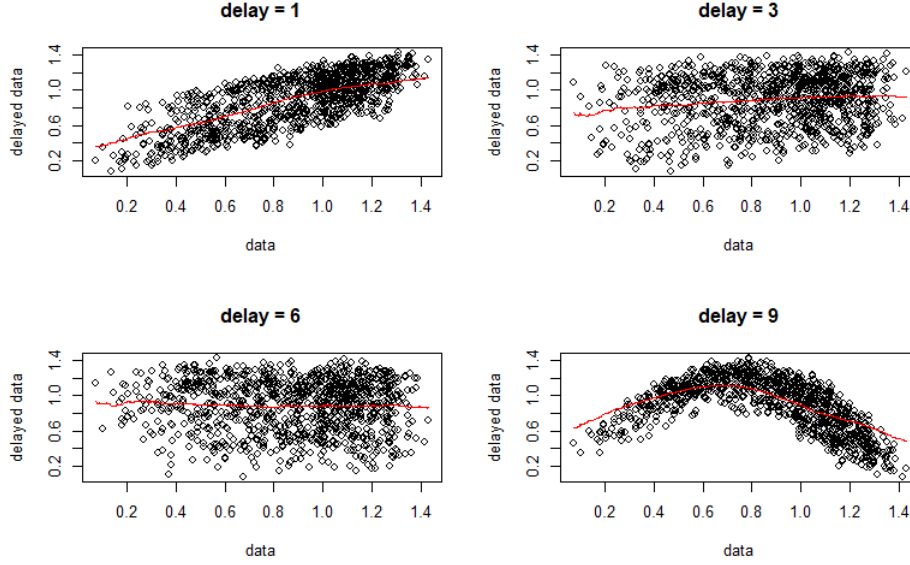 delay = 1
delayed data
0.2 0.6 1.0 1.4
0.2 0.4 0.6 0.8 1.0 1.2 1.4
data
delay = 3
delayed data
0.2 0.6 1.0 1.4
0.2 0.4 0.6 0.8 1.0 1.2 1.4
data
delay = 6
delayed data
0.2 0.6 1.0 1.4
0.2 0.4 0.6 0.8 1.0 1.2 1.4
data
delay = 9
delayed data
0.2 0.6 1.0 1.4
0.2 0.4 0.6 0.8 1.0 1.2 1.4
data